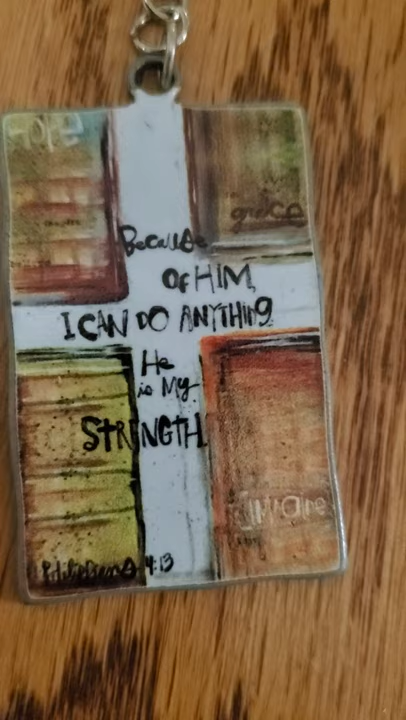 Hope
grace
Because
OF HIM,
I CAN DO ANYTHING
He
is My
STRENGTH.
Philippians 4:13